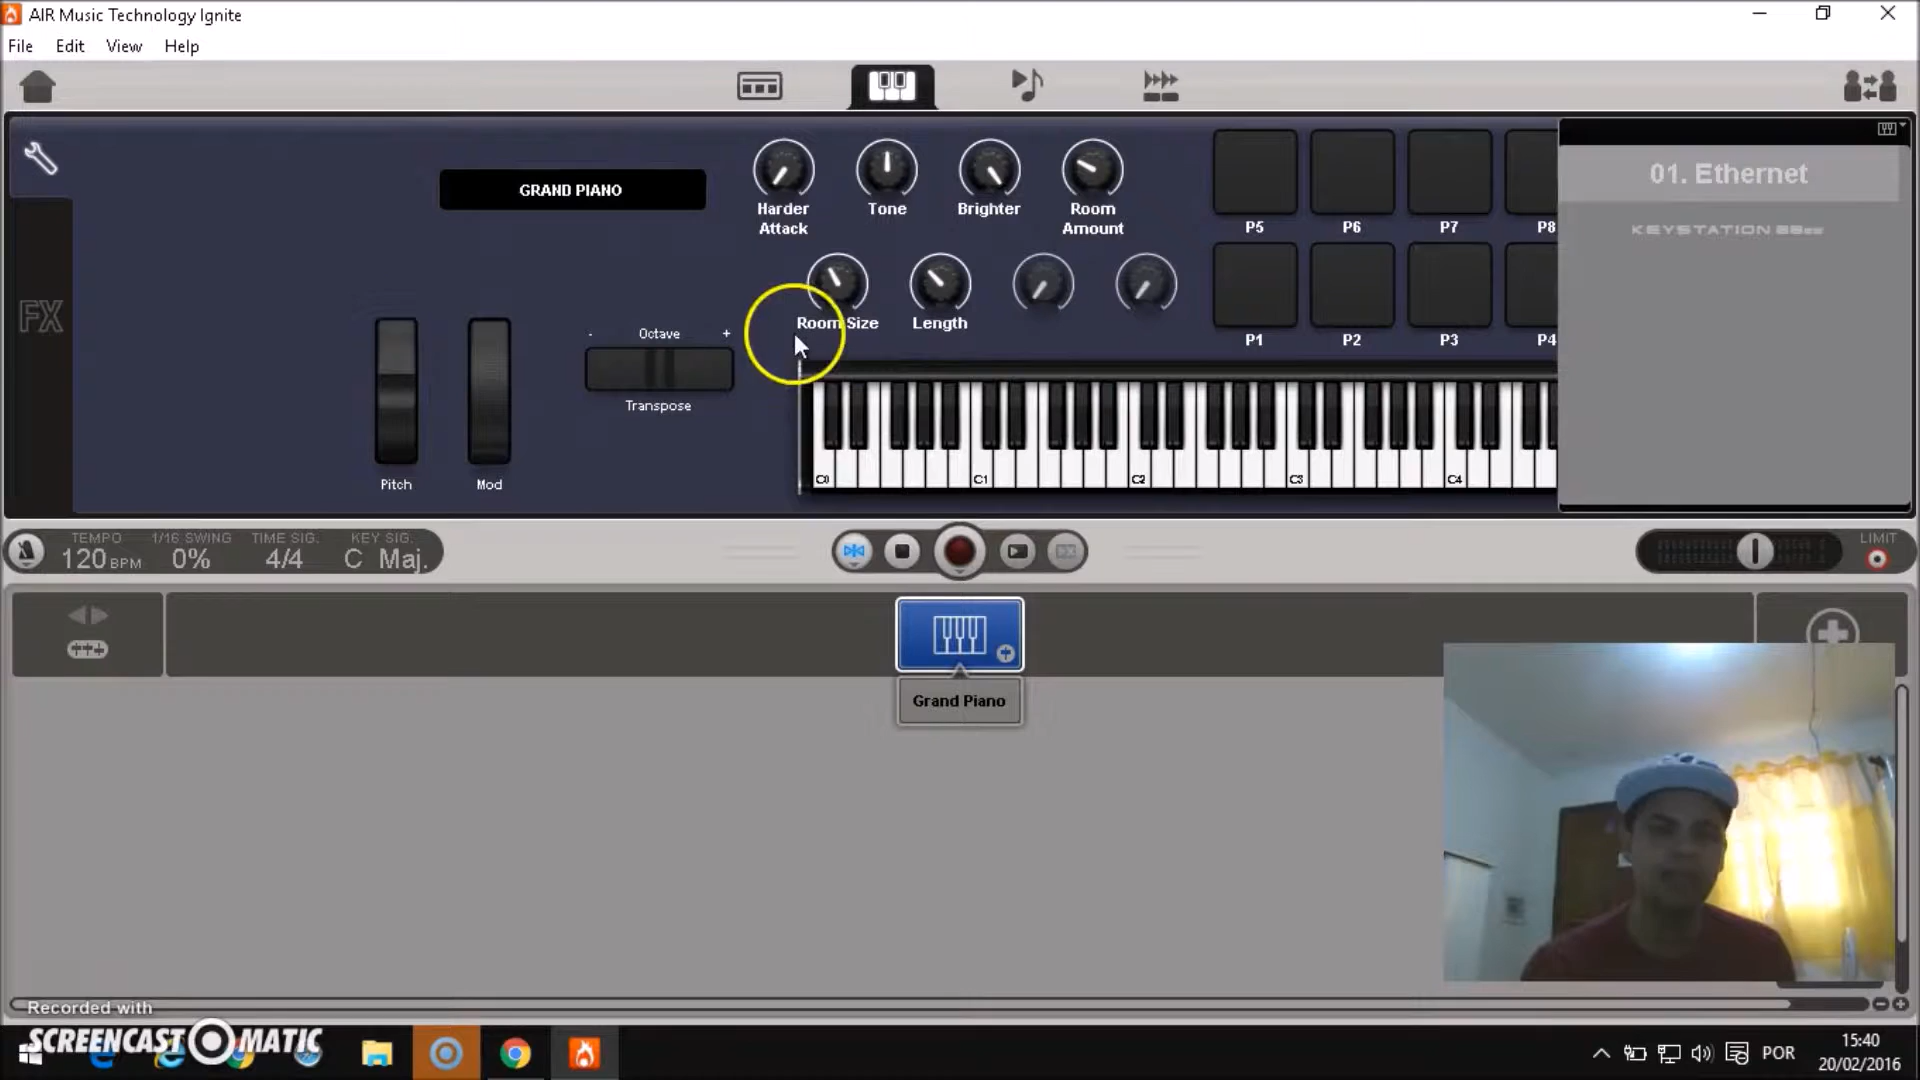 AIR Music Technology Ignite
File Edit View Help
GRAND PIANO
Harder
Attack
Tone
Brighter
Room
Amount
Room Size
Length
P5 P6 P7 P8
P1 P2 P3 P4
01. Ethernet
FX
- Octave +
Transpose
Pitch Mod
C0 C1 C2 C3 C4
TEMPO 1/16 SWING TIME SIG. KEY SIG.
120 BPM 0% 4/4 C Maj.
LIMIT
Grand Piano
Recorded with
SCREENCAST MATIC
POR
15:40
20/02/2016